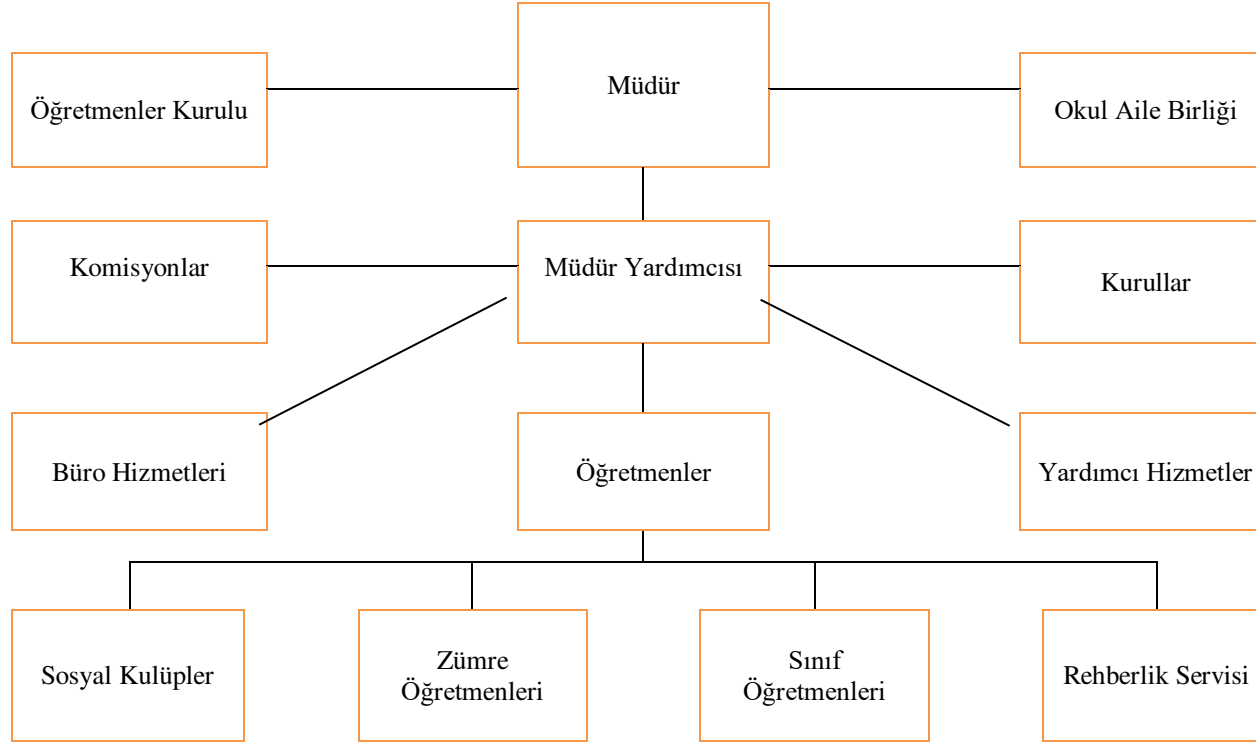 Müdür
Öğretmenler Kurulu
Okul Aile Birliği
Komisyonlar
Müdür Yardımcısı
Kurullar
Büro Hizmetleri
Öğretmenler
Yardımcı Hizmetler
Sosyal Kulüpler
Zümre
Öğretmenleri
Sınıf
Öğretmenleri
Rehberlik Servisi